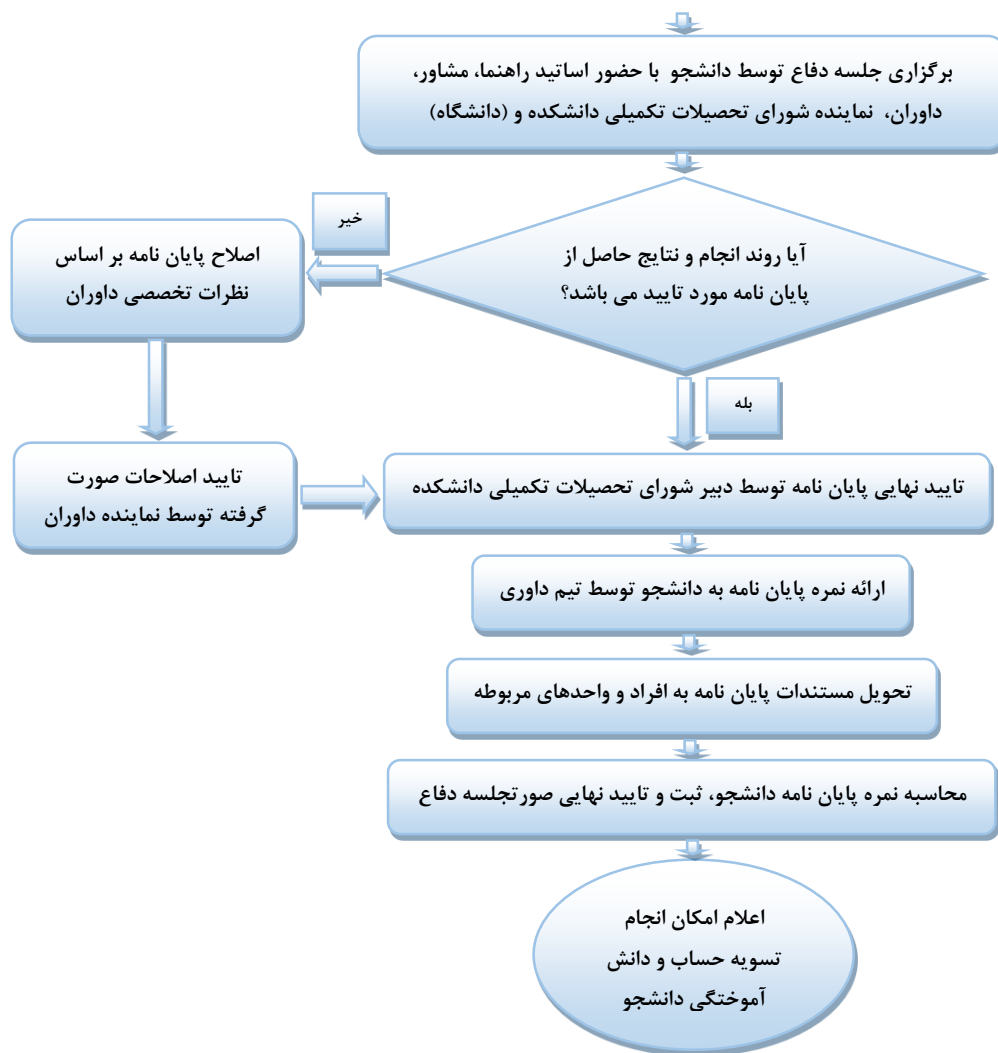 برگزاری جلسه دفاع توسط دانشجو با حضور اساتید راهنما، مشاور،
داوران، نماینده شورای تحصیلات تکمیلی دانشکده و (دانشگاه)
آیا روند انجام و نتایج حاصل از
پایان نامه مورد تایید می باشد؟
خیر
اصلاح پایان نامه بر اساس
نظرات تخصصی داوران
تایید اصلاحات صورت
گرفته توسط نماینده داوران
بله
تایید نهایی پایان نامه توسط دبیر شورای تحصیلات تکمیلی دانشکده
ارائه نمره پایان نامه به دانشجو توسط تیم داوری
تحویل مستندات پایان نامه به افراد و واحدهای مربوطه
محاسبه نمره پایان نامه دانشجو، ثبت و تایید نهایی صورتجلسه دفاع
اعلام امکان انجام
تسویه حساب و دانش
آموختگی دانشجو